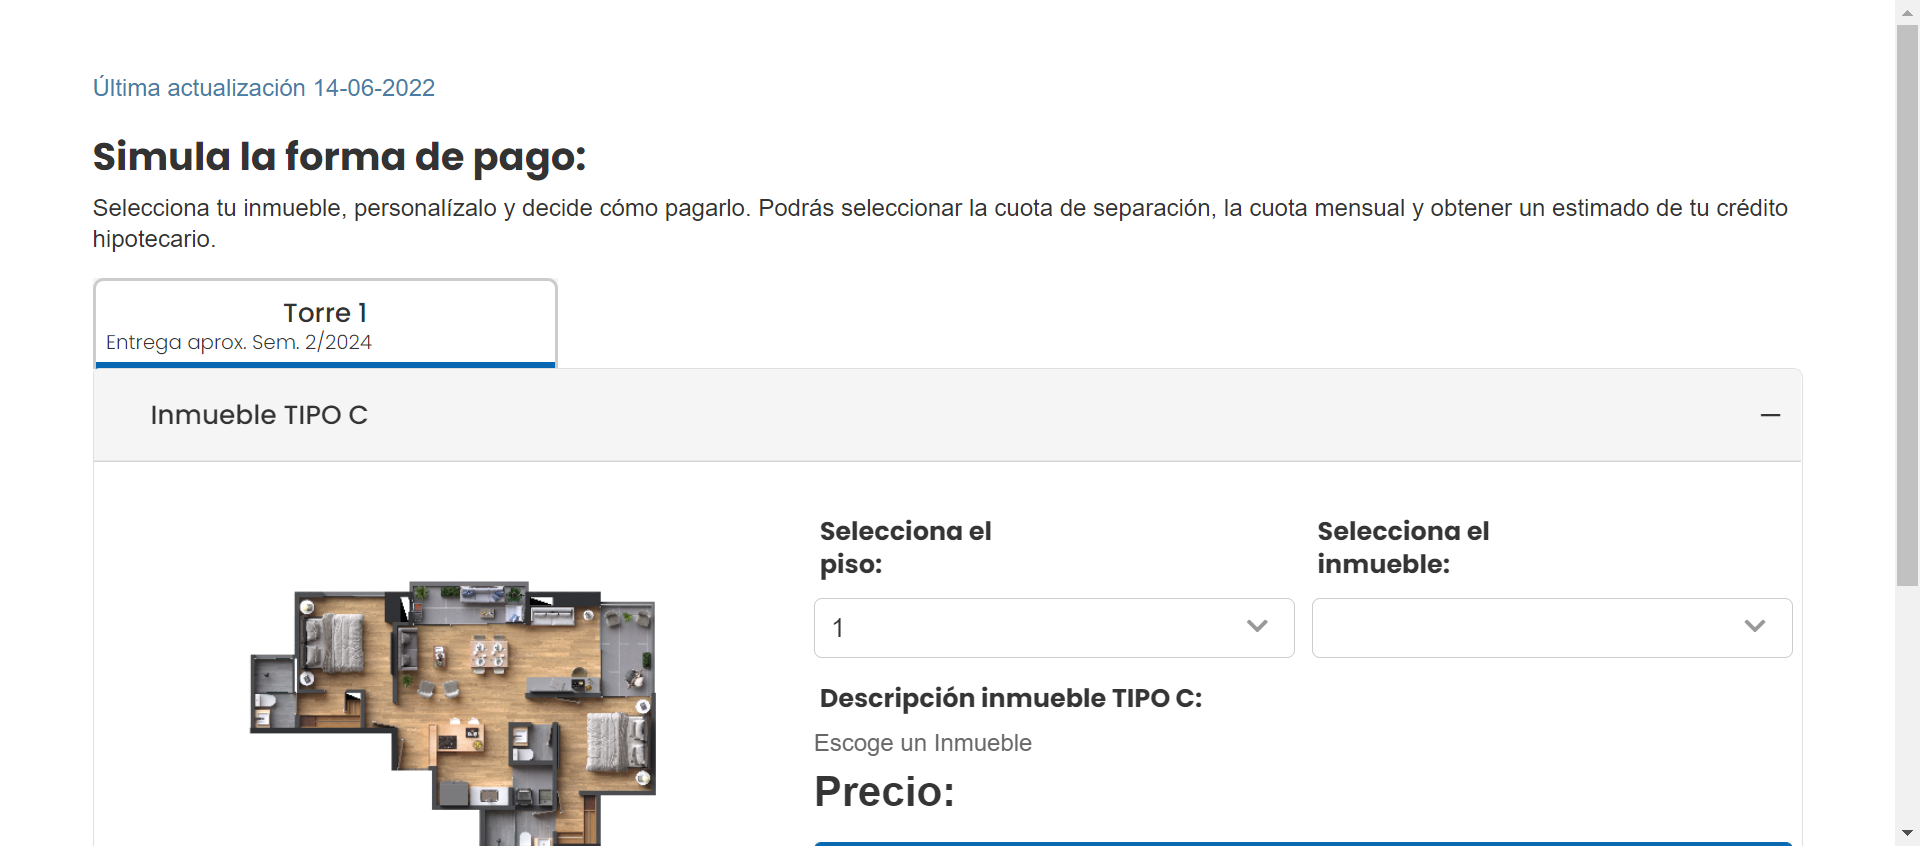 Última actualización 14-06-2022
Simula la forma de pago:
Selecciona tu inmueble, personalízalo y decide cómo pagarlo. Podrás seleccionar la cuota de separación, la cuota mensual y obtener un estimado de tu crédito
hipotecario.
Torre 1
Entrega aprox. Sem. 2/2024
Inmueble TIPO C
Selecciona el
piso:
Selecciona el
inmueble:
1
Descripción inmueble TIPO C:
Escoge un Inmueble
Precio: